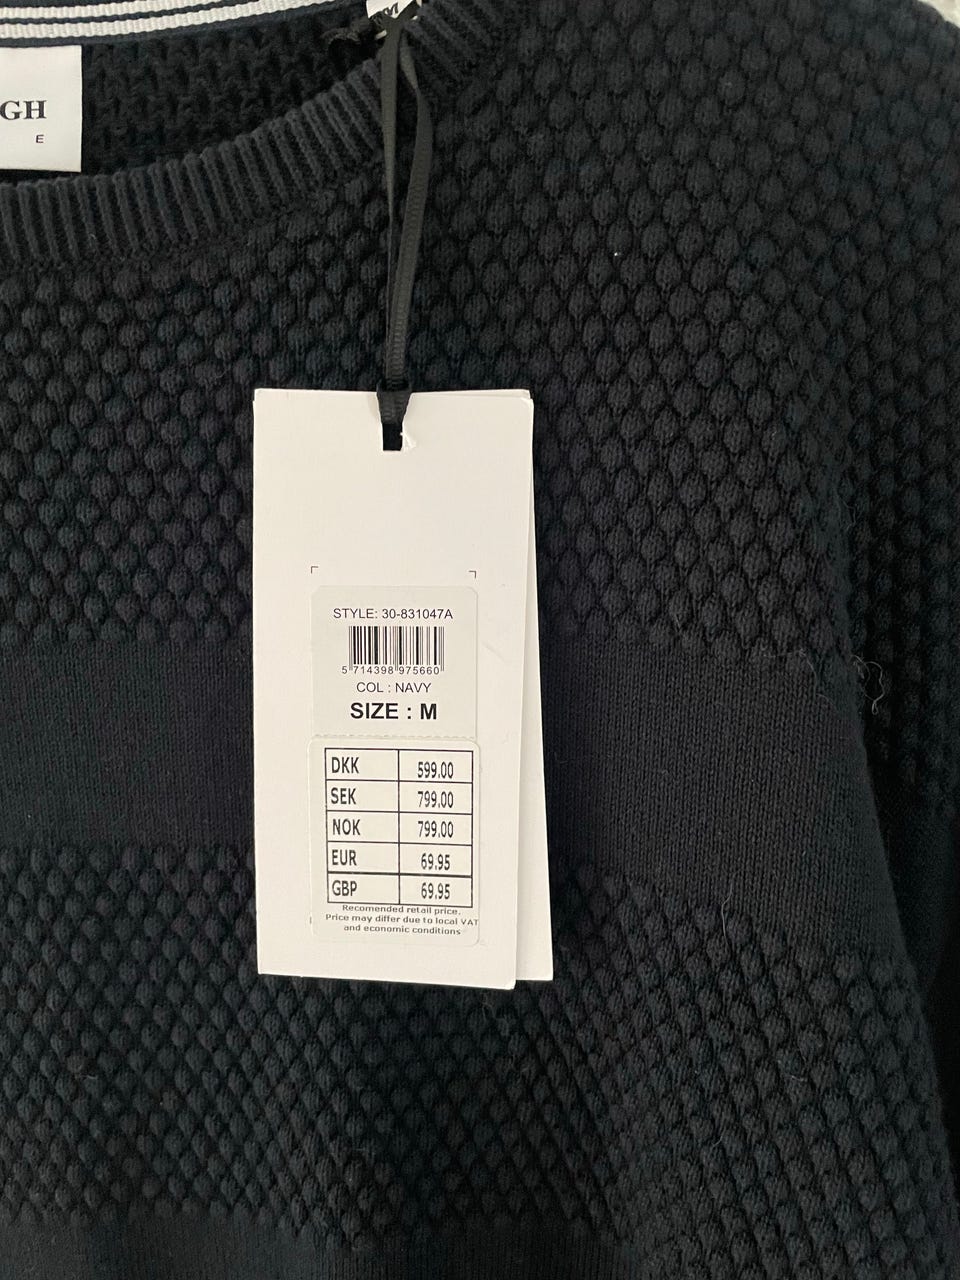 M
GH
E
STYLE: 30-831047A
5 714398 975660
COL : NAVY
SIZE : M
DKK 599.00
SEK 799.00
NOK 799.00
EUR 69.95
GBP 69.95
Recomended retail price.
Price may differ due to local VAT
and economic conditions